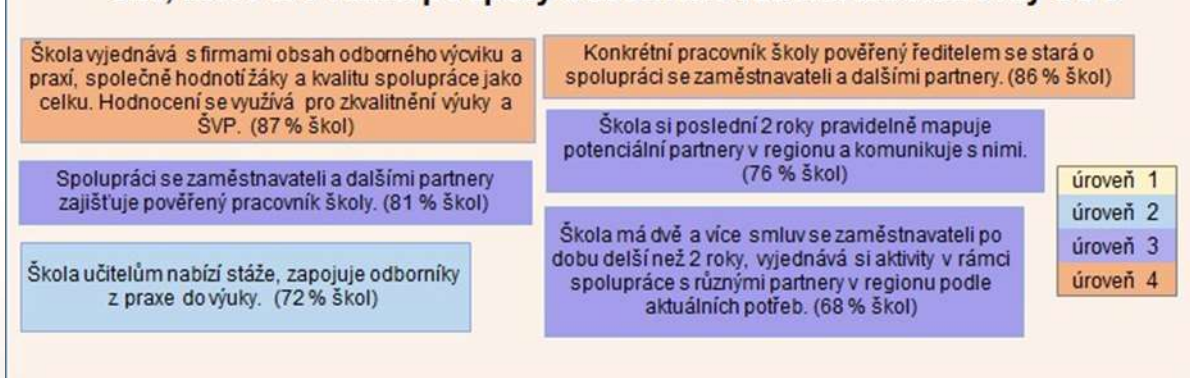 Škola vyjednává s firmami obsah odborného výcviku a
praxí, společně hodnotí žáky a kvalitu spolupráce jako
celku. Hodnocení se využívá pro zkvalitnění výuky a
ŠVP. (87 % škol)
Konkrétní pracovník školy pověřený ředitelem se stará o
spolupráci se zaměstnavateli a dalšími partnery. (86 % škol)
Škola si poslední 2 roky pravidelně mapuje
potenciální partnery v regionu a komunikuje s nimi.
(76 % škol)
Spolupráci se zaměstnavateli a dalšími partnery
zajišťuje pověřený pracovník školy. (81 % škol)
Škola má dvě a více smluv se zaměstnavateli po
dobu delší než 2 roky, vyjednává si aktivity v rámci
spolupráce s různými partnery v regionu podle
aktuálních potřeb. (68 % škol)
Škola učitelům nabízí stáže, zapojuje odborníky
z praxe do výuky. (72 % škol)
úroveň 1
úroveň 2
úroveň 3
úroveň 4